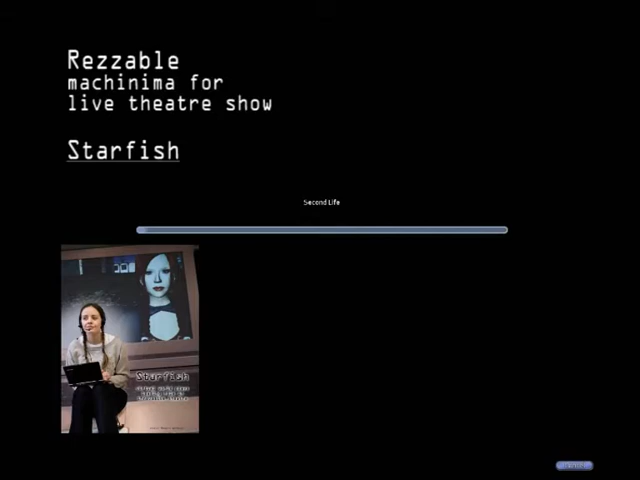 Rezzable
machinima for
live theatre show
Starfish
Second Life
Starfish